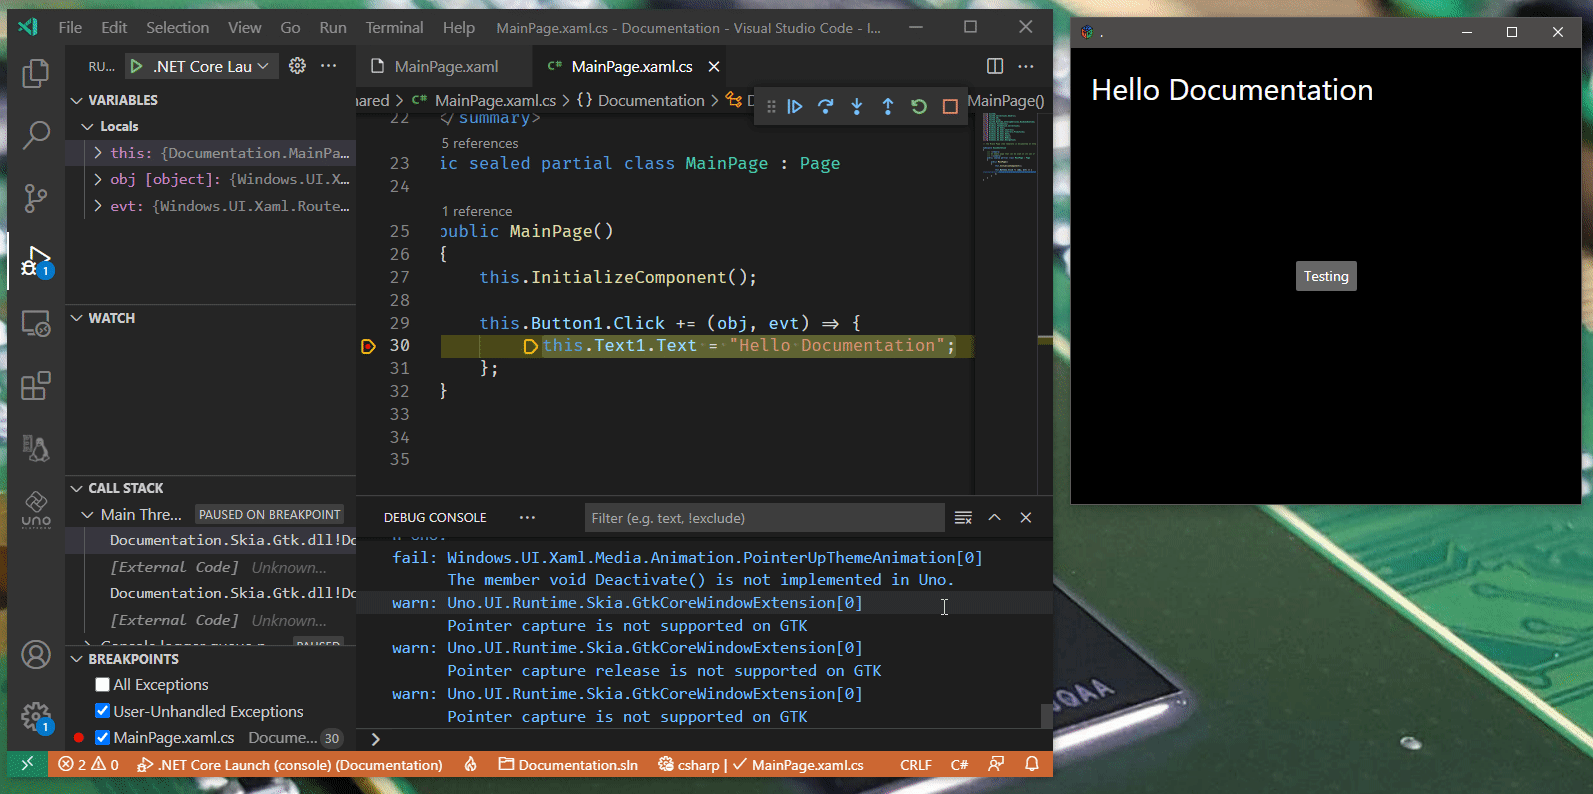 File Edit Selection View Go Run Terminal Help MainPage.xaml.cs - Documentation - Visual Studio Code - I...
RU... .NET Core Lau ...
MainPage.xaml MainPage.xaml.cs ...
hared > MainPage.xaml.cs > {} Documentation > MainPage()
VARIABLES
Locals
this: {Documentation.MainPa...
obj [object]: {Windows.UI.X...
evt: {Windows.UI.Xaml.Route...
WATCH
CALL STACK
Main Thre... PAUSED ON BREAKPOINT
Documentation.Skia.Gtk.dll!Do
[External Code] Unknown...
Documentation.Skia.Gtk.dll!Do
[External Code] Unknown...
PAUSED
BREAKPOINTS
All Exceptions
User-Unhandled Exceptions
MainPage.xaml.cs Docume... 30
1
UNO
PLATFORM
1
22 </summary>
5 references
23 ic sealed partial class MainPage : Page
24
1 reference
25 public MainPage()
26 {
27 this.InitializeComponent();
28
29 this.Button1.Click += (obj, evt) => {
30 this.Text1.Text = "Hello Documentation";
31 };
32 }
33
34
35
DEBUG CONSOLE ... Filter (e.g. text, !exclude)
fail: Windows.UI.Xaml.Media.Animation.PointerUpThemeAnimation[0]
The member void Deactivate() is not implemented in Uno.
warn: Uno.UI.Runtime.Skia.GtkCoreWindowExtension[0]
Pointer capture is not supported on GTK
warn: Uno.UI.Runtime.Skia.GtkCoreWindowExtension[0]
Pointer capture release is not supported on GTK
warn: Uno.UI.Runtime.Skia.GtkCoreWindowExtension[0]
Pointer capture is not supported on GTK
2 0 .NET Core Launch (console) (Documentation) Documentation.sln csharp | MainPage.xaml.cs CRLF C#
.
Hello Documentation
Testing